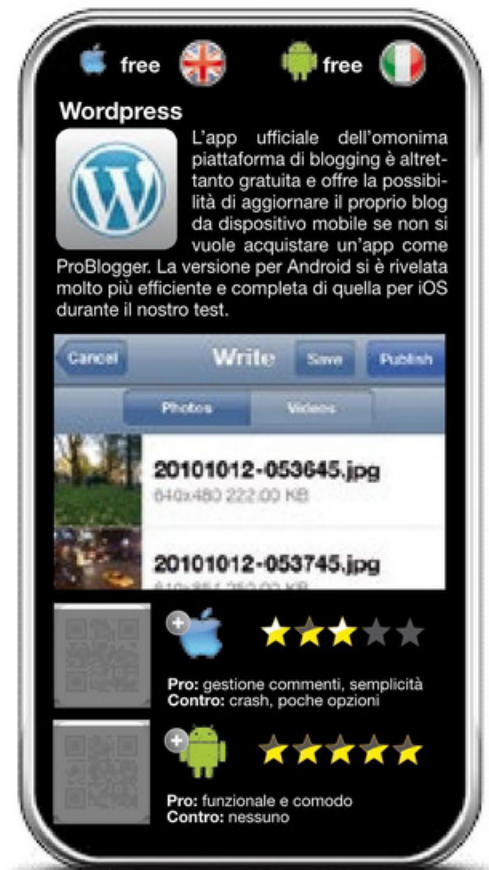 free free
Wordpress
L'app ufficiale dell'omonima
piattaforma di blogging è altret-
tanto gratuita e offre la possibi-
lità di aggiornare il proprio blog
da dispositivo mobile se non si
vuole acquistare un'app come
ProBlogger. La versione per Android si è rivelata
molto più efficiente e completa di quella per iOS
durante il nostro test.
Cancel Write Save Publish
Photos Videos
20101012-053645.jpg
640x480 222.00 KB
20101012-053745.jpg
Pro: gestione commenti, semplicità
Contro: crash, poche opzioni
Pro: funzionale e comodo
Contro: nessuno